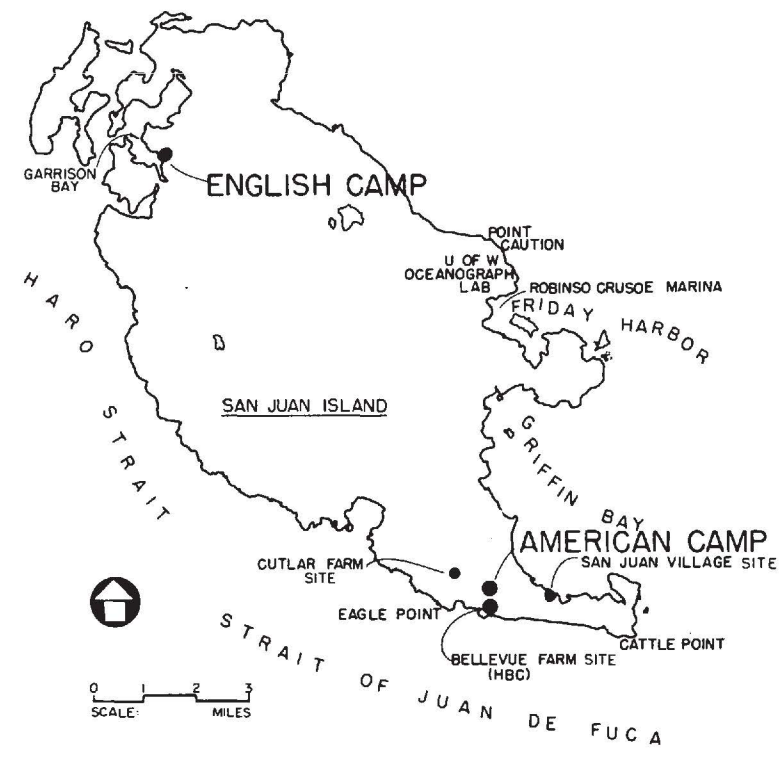 GARRISON
BAY
ENGLISH CAMP
POINT
CAUTION
U OF W
OCEANOGRAPH
LAB
ROBINSO CRUSOE MARINA
FRIDAY HARBOR
HARO STRAIT
SAN JUAN ISLAND
GRIFFIN BAY
AMERICAN CAMP
SAN JUAN VILLAGE SITE
CUTLAR FARM
SITE
EAGLE POINT
CATTLE POINT
BELLEVUE FARM SITE
(HBC)
STRAIT OF JUAN DE FUCA
0 1 2 3
SCALE: MILES